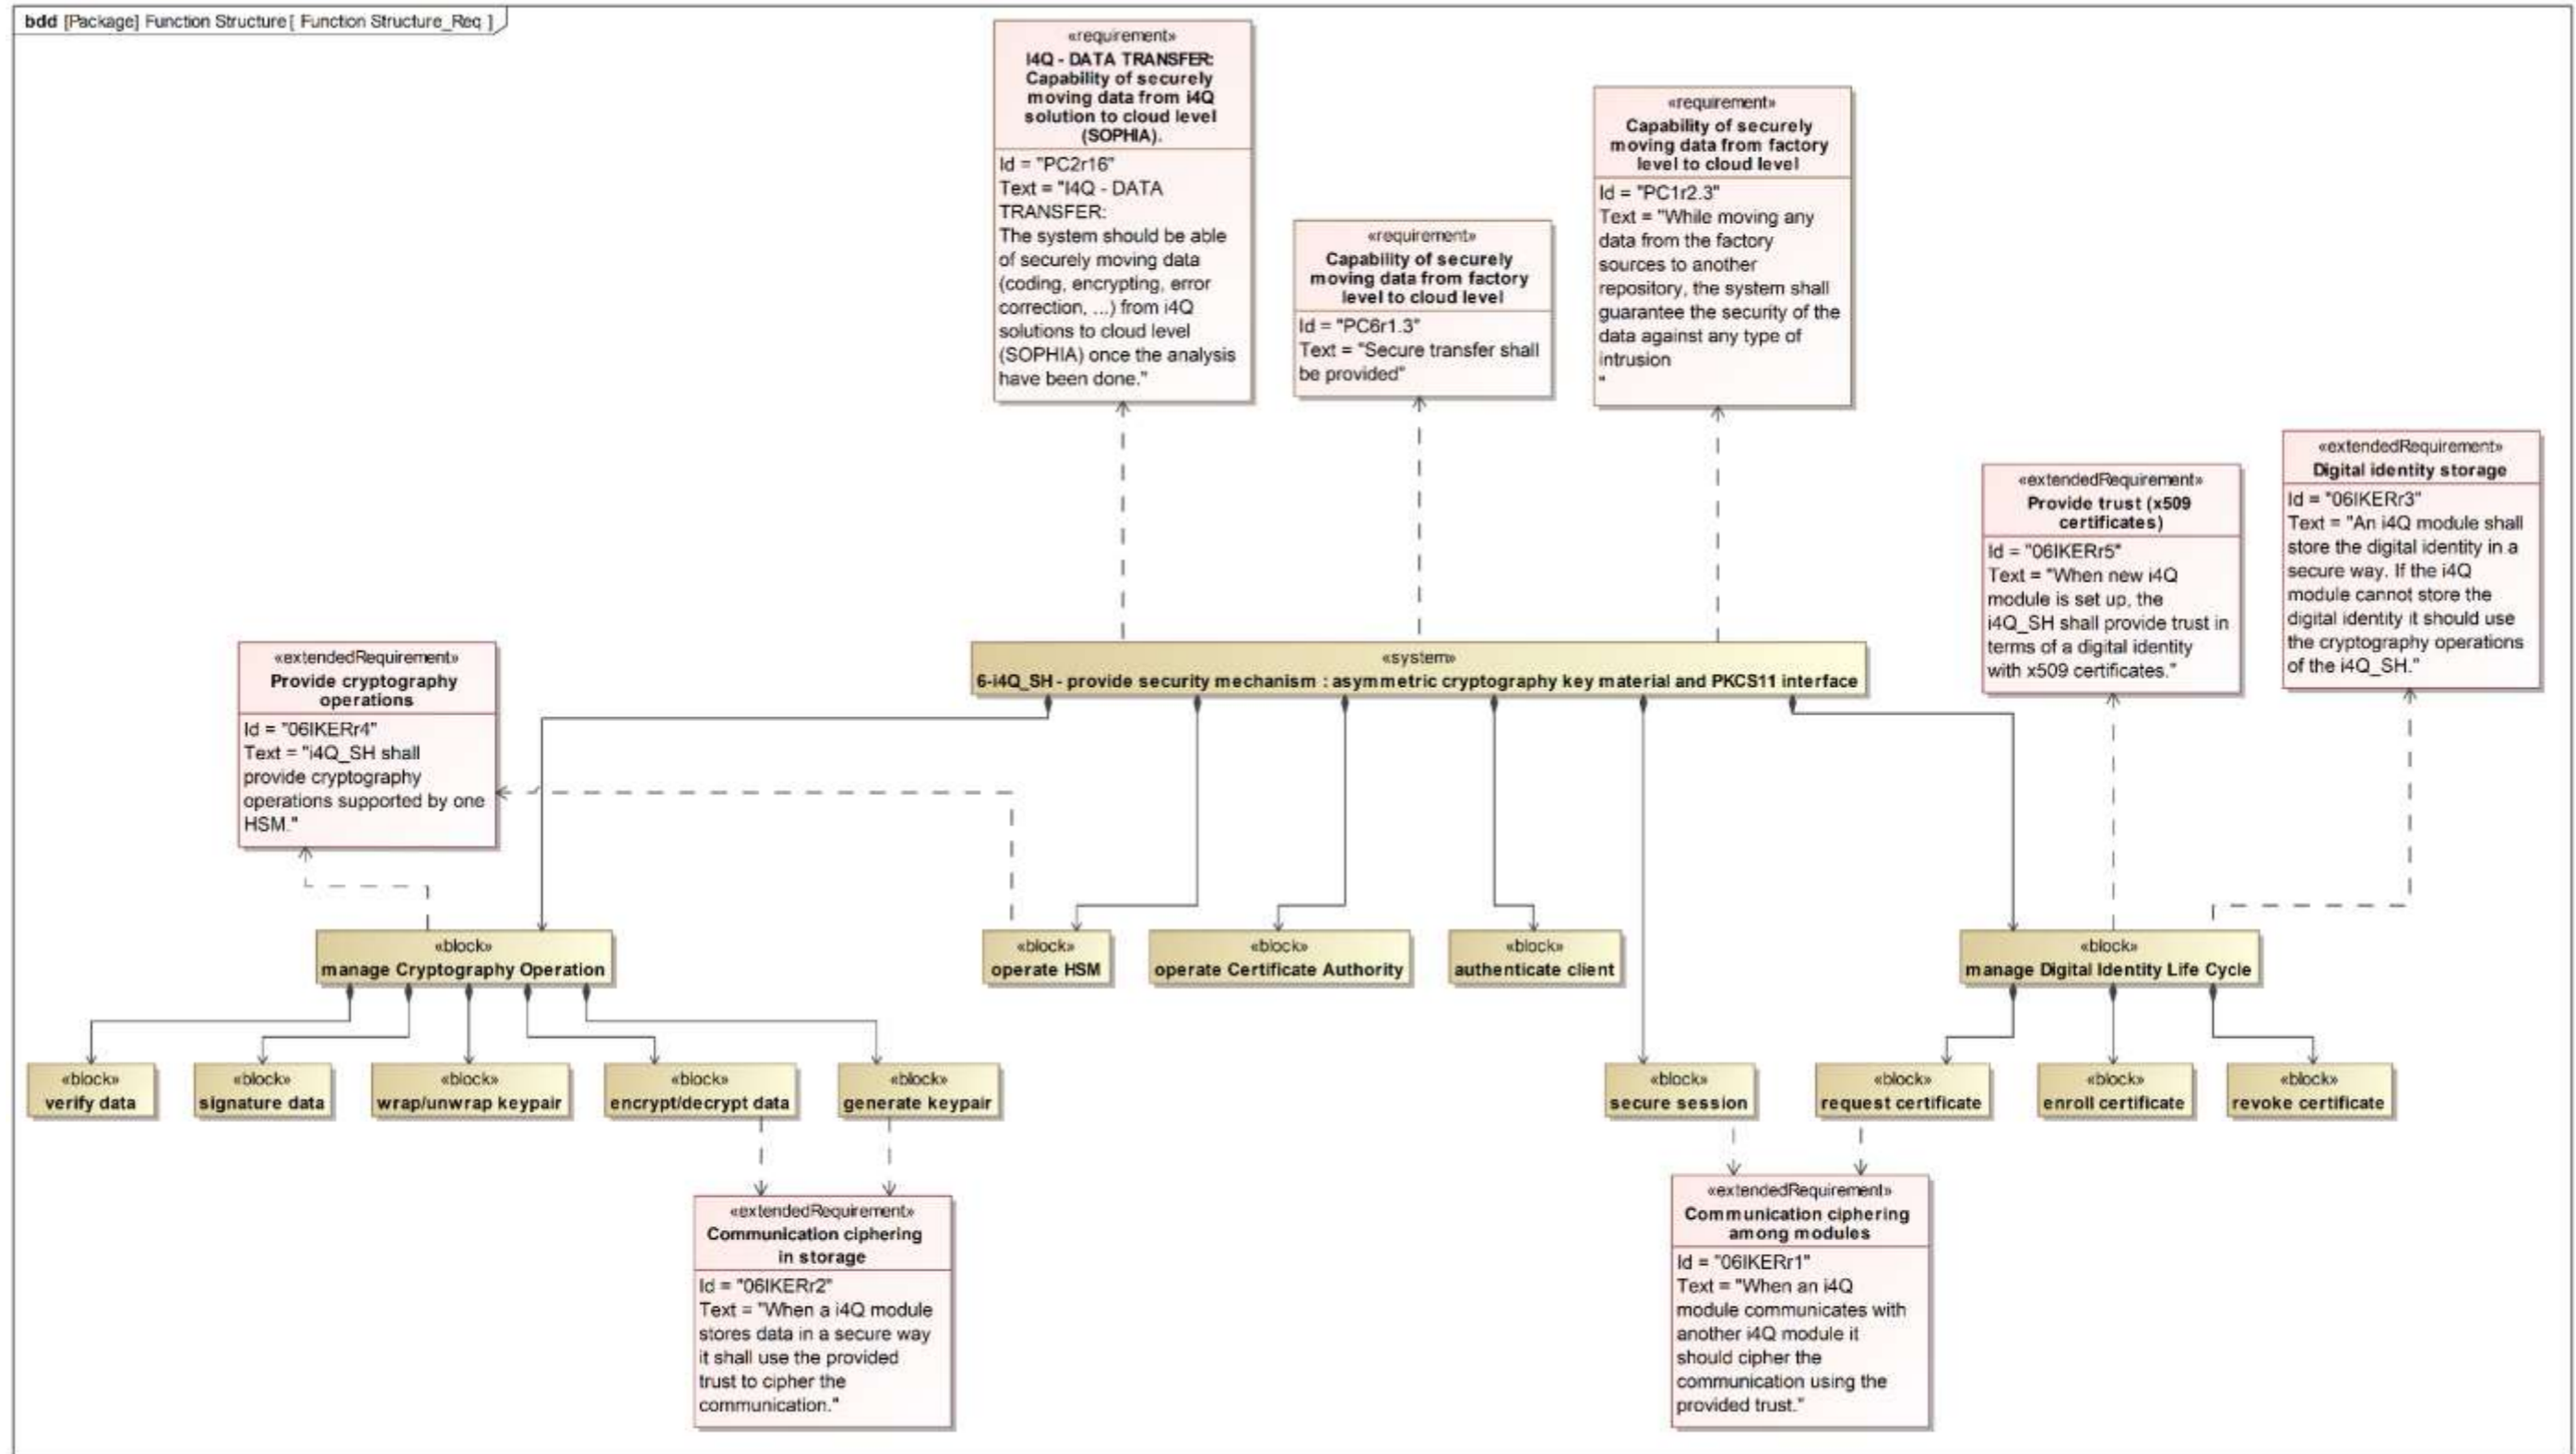 bdd [Package] Function Structure [ Function Structure_Req ]
«requirement»
I4Q - DATA TRANSFER:
Capability of securely
moving data from i4Q
solution to cloud level
(SOPHIA).
Id = "PC2r16"
Text = "I4Q - DATA
TRANSFER:
The system should be able
of securely moving data
(coding, encrypting, error
correction, ...) from i4Q
solutions to cloud level
(SOPHIA) once the analysis
have been done."
«requirement»
Capability of securely
moving data from factory
level to cloud level
Id = "PC6r1.3"
Text = "Secure transfer shall
be provided"
«requirement»
Capability of securely
moving data from factory
level to cloud level
Id = "PC1r2.3"
Text = "While moving any
data from the factory
sources to another
repository, the system shall
guarantee the security of the
data against any type of
intrusion
"
«extendedRequirement»
Provide trust (x509
certificates)
Id = "06IKERr5"
Text = "When new i4Q
module is set up, the
i4Q_SH shall provide trust in
terms of a digital identity
with x509 certificates."
«extendedRequirement»
Digital identity storage
Id = "06IKERr3"
Text = "An i4Q module shall
store the digital identity in a
secure way. If the i4Q
module cannot store the
digital identity it should use
the cryptography operations
of the i4Q_SH."
«extendedRequirement»
Provide cryptography
operations
Id = "06IKERr4"
Text = "i4Q_SH shall
provide cryptography
operations supported by one
HSM."
«system»
6-i4Q_SH - provide security mechanism : asymmetric cryptography key material and PKCS11 interface
«block»
manage Cryptography Operation
«block»
operate HSM
«block»
operate Certificate Authority
«block»
authenticate client
«block»
manage Digital Identity Life Cycle
«block»
verify data
«block»
signature data
«block»
wrap/unwrap keypair
«block»
encrypt/decrypt data
«block»
generate keypair
«block»
secure session
«block»
request certificate
«block»
enroll certificate
«block»
revoke certificate
«extendedRequirement»
Communication ciphering
in storage
Id = "06IKERr2"
Text = "When a i4Q module
stores data in a secure way
it shall use the provided
trust to cipher the
communication."
«extendedRequirement»
Communication ciphering
among modules
Id = "06IKERr1"
Text = "When an i4Q
module communicates with
another i4Q module it
should cipher the
communication using the
provided trust."